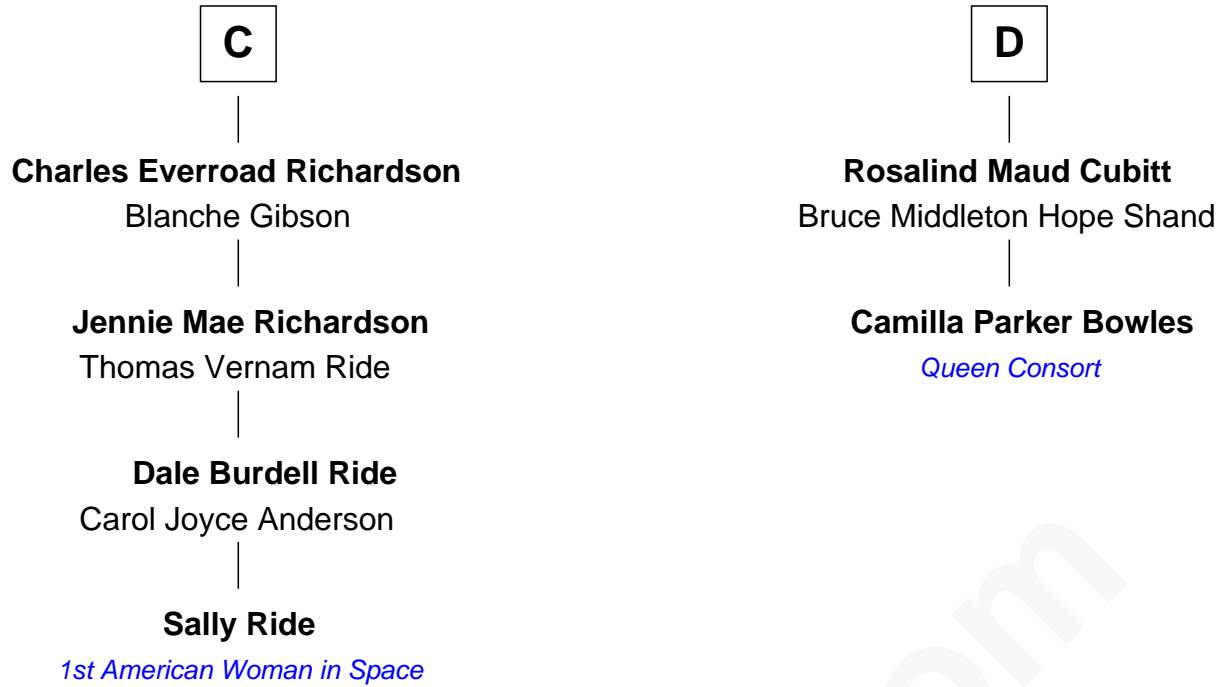 C
Charles Everroad Richardson
Blanche Gibson
Jennie Mae Richardson
Thomas Vernam Ride
Dale Burdell Ride
Carol Joyce Anderson
Sally Ride
1st American Woman in Space
D
Rosalind Maud Cubitt
Bruce Middleton Hope Shand
Camilla Parker Bowles
Queen Consort
om